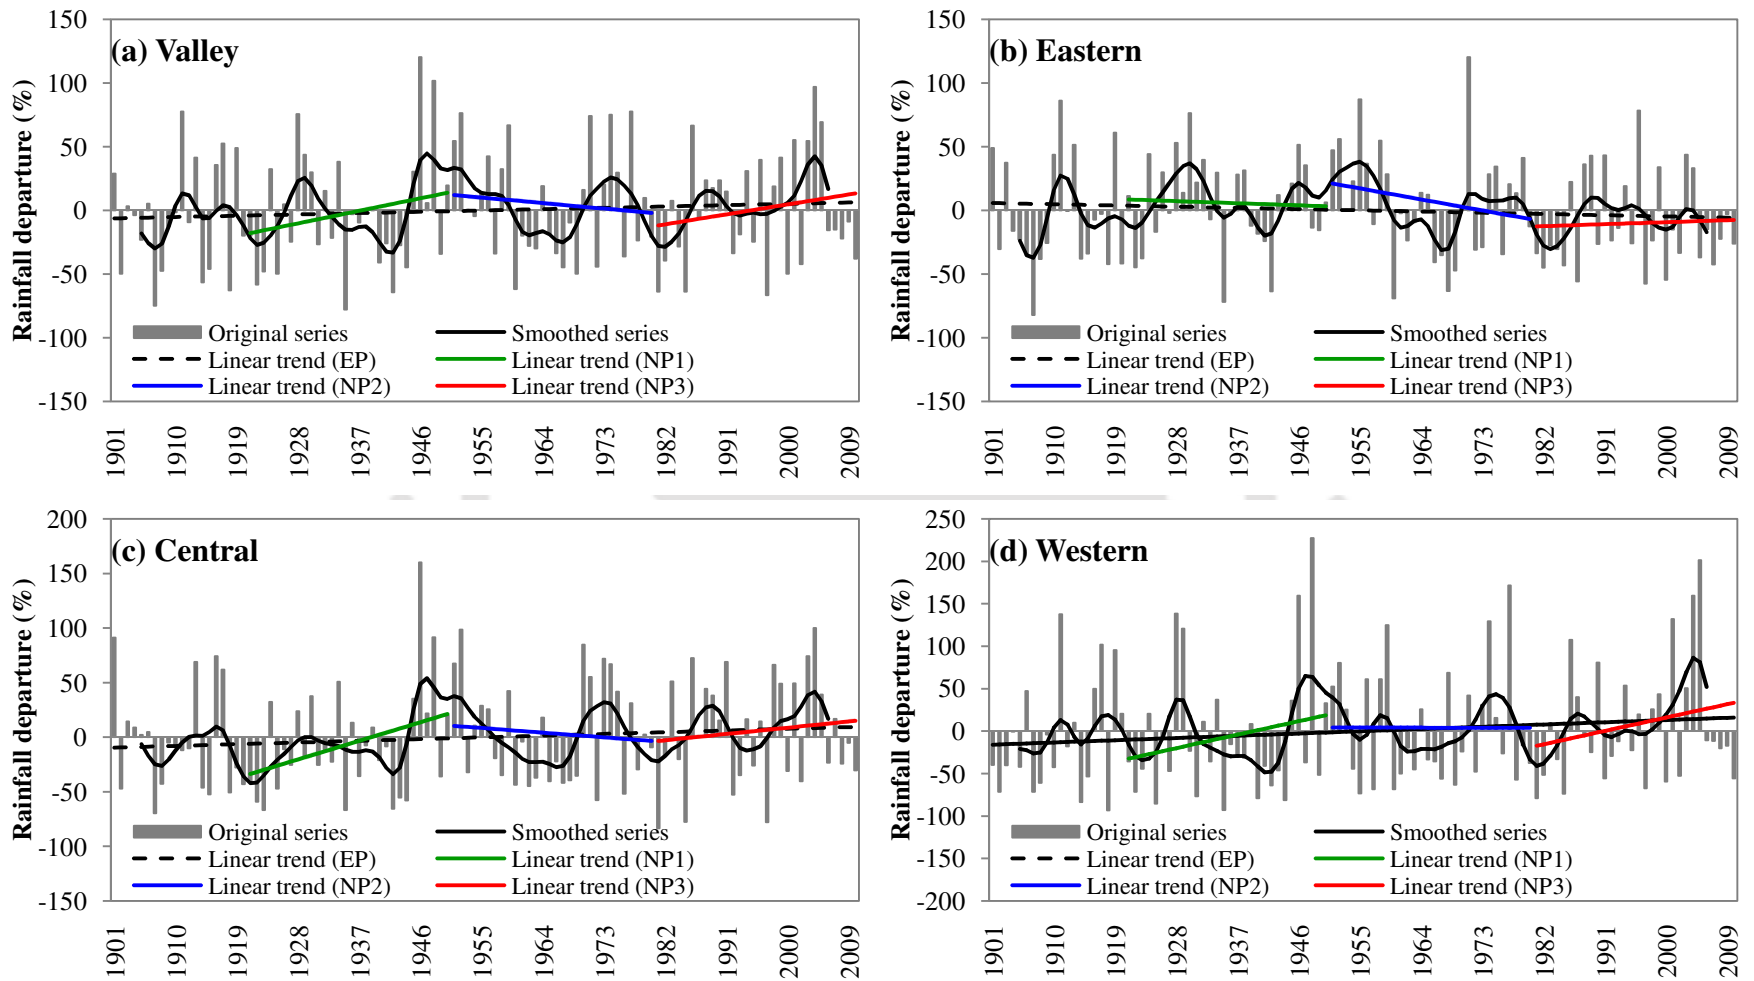 (a) Valley
Rainfall departure (%)
150
100
50
0
-50
-100
-150
Original series
Smoothed series
Linear trend (EP)
Linear trend (NP1)
Linear trend (NP2)
Linear trend (NP3)
1901 1910 1919 1928 1937 1946 1955 1964 1973 1982 1991 2000 2009
(b) Eastern
Rainfall departure (%)
150
100
50
0
-50
-100
-150
Original series
Smoothed series
Linear trend (EP)
Linear trend (NP1)
Linear trend (NP2)
Linear trend (NP3)
1901 1910 1919 1928 1937 1946 1955 1964 1973 1982 1991 2000 2009
(c) Central
Rainfall departure (%)
200
150
100
50
0
-50
-100
-150
Original series
Smoothed series
Linear trend (EP)
Linear trend (NP1)
Linear trend (NP2)
Linear trend (NP3)
1901 1910 1919 1928 1937 1946 1955 1964 1973 1982 1991 2000 2009
(d) Western
Rainfall departure (%)
250
200
150
100
50
0
-50
-100
-150
-200
Original series
Smoothed series
Linear trend (EP)
Linear trend (NP1)
Linear trend (NP2)
Linear trend (NP3)
1901 1910 1919 1928 1937 1946 1955 1964 1973 1982 1991 2000 2009